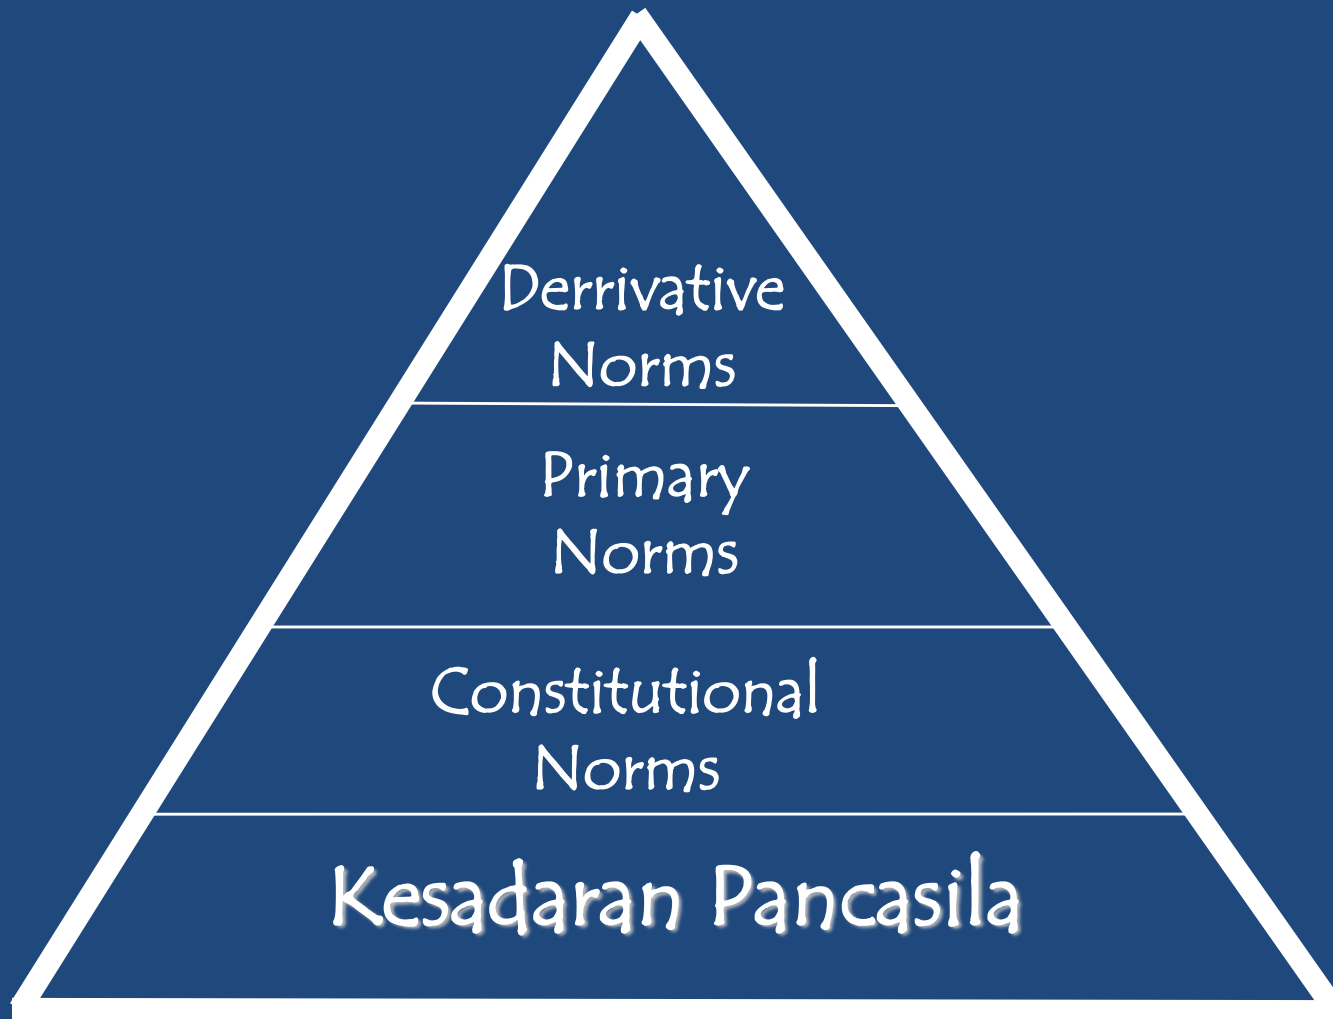 Derrivative
Norms
Primary
Norms
Constitutional
Norms
Kesadaran Pancasila